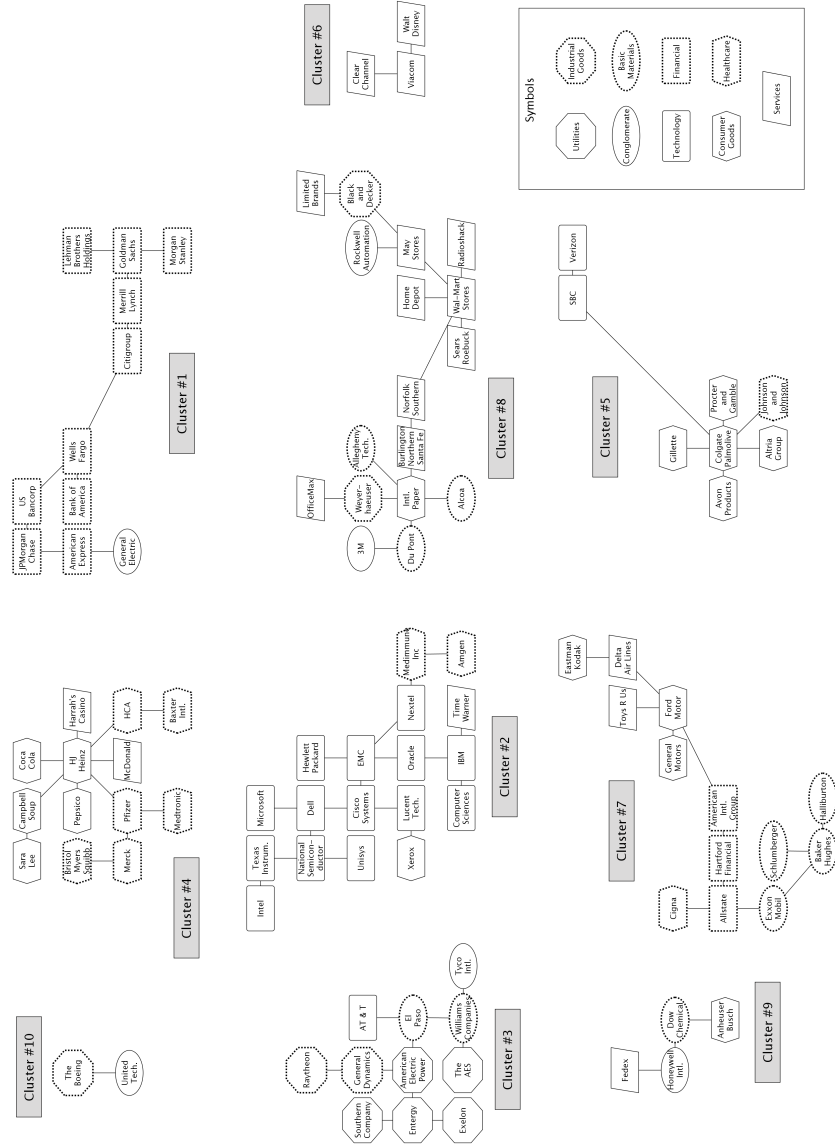 Cluster #10
The
Boeing
United
Tech.
Sara
Lee
Campbell
Soup
Coca
Cola
Bristol
Myers
Squibb
Pepsico
HJ
Heinz
Harrah's
Casino
Merck
Pfizer
McDonald
HCA
Medtronic
Baxter
Intl.
Cluster #4
JPMorgan
Chase
US
Bancorp
American
Express
Bank of
America
Wells
Fargo
Lehman
Brothers
Holdings
General
Electric
Citigroup
Merrill
Lynch
Goldman
Sachs
Morgan
Stanley
Cluster #1
Raytheon
Southern
Company
General
Dynamics
AT & T
Entergy
American
Electric
Power
El
Paso
Exelon
The
AES
Williams
Companies
Tyco
Intl.
Cluster #3
Intel
Texas
Instrum.
Microsoft
National
Semicon-
ductor
Dell
Hewlett
Packard
Unisys
Cisco
Systems
EMC
Xerox
Lucent
Tech.
Oracle
Nextel
Medimmune
Inc
Computer
Sciences
IBM
Time
Warner
Amgen
Cluster #2
OfficeMax
Limited
Brands
3M
Weyer-
haeuser
Allegheny
Tech.
Rockwell
Automation
Black
and
Decker
Du Pont
Intl.
Paper
Burlington
Northern
Santa Fe
Norfolk
Southern
Home
Depot
May
Stores
Alcoa
Sears
Roebuck
Wal-Mart
Stores
Radioshack
Cluster #8
Cluster #6
Clear
Channel
Viacom
Walt
Disney
Fedex
Honeywell
Intl.
Dow
Chemical
Anheuser
Busch
Cluster #9
Cluster #7
Eastman
Kodak
Toys R Us
Delta
Air Lines
General
Motors
Ford
Motor
Cigna
Allstate
Hartford
Financial
American
Intl.
Group
Exxon
Mobil
Schlumberger
Baker
Hughes
Halliburton
Cluster #5
SBC
Verizon
Gillette
Avon
Products
Colgate
Palmolive
Procter
and
Gamble
Altria
Group
Johnson
and
Johnson
Symbols
Utilities
Industrial
Goods
Conglomerate
Basic
Materials
Technology
Financial
Consumer
Goods
Healthcare
Services